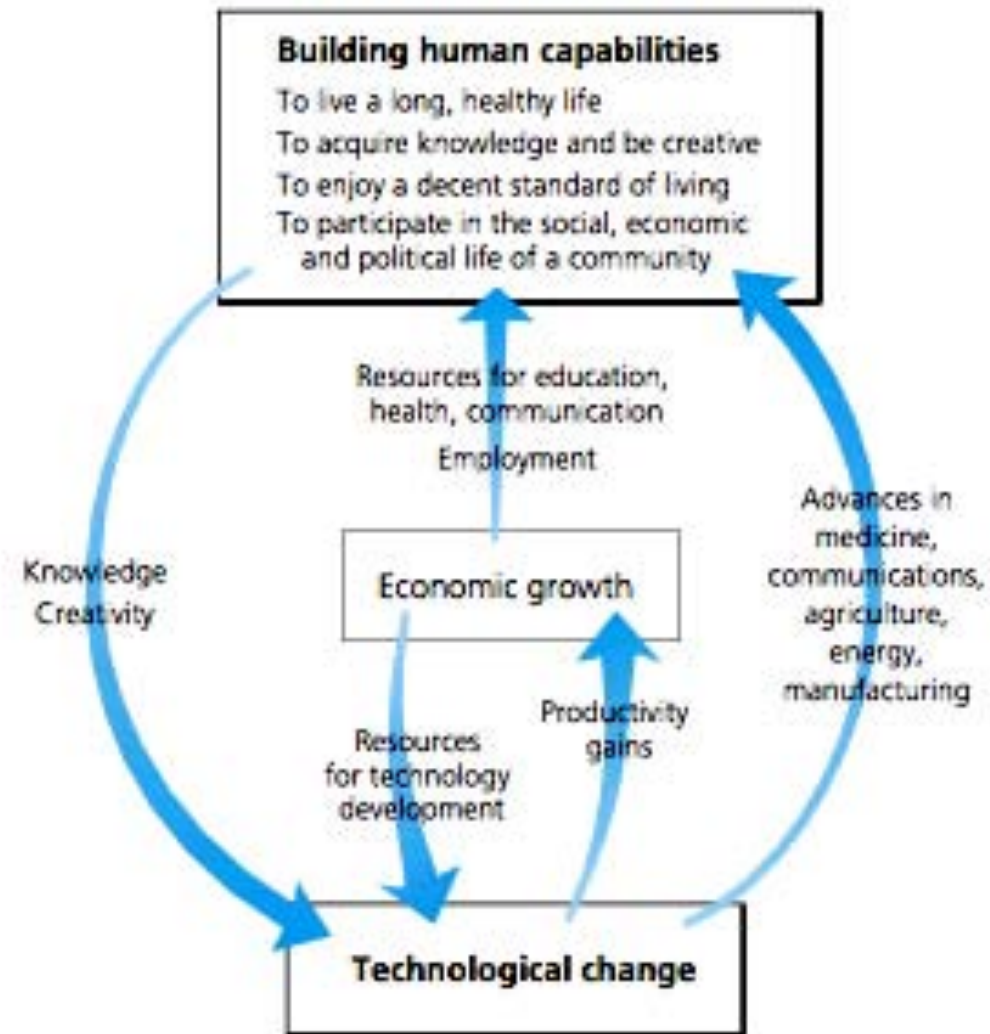 Building human capabilities
To live a long, healthy life
To acquire knowledge and be creative
To enjoy a decent standard of living
To participate in the social, economic
and political life of a community
Resources for education,
health, communication
Employment
Knowledge
Creativity
Economic growth
Advances in
medicine,
communications,
agriculture,
energy,
manufacturing
Resources
for technology
development
Productivity
gains
Technological change